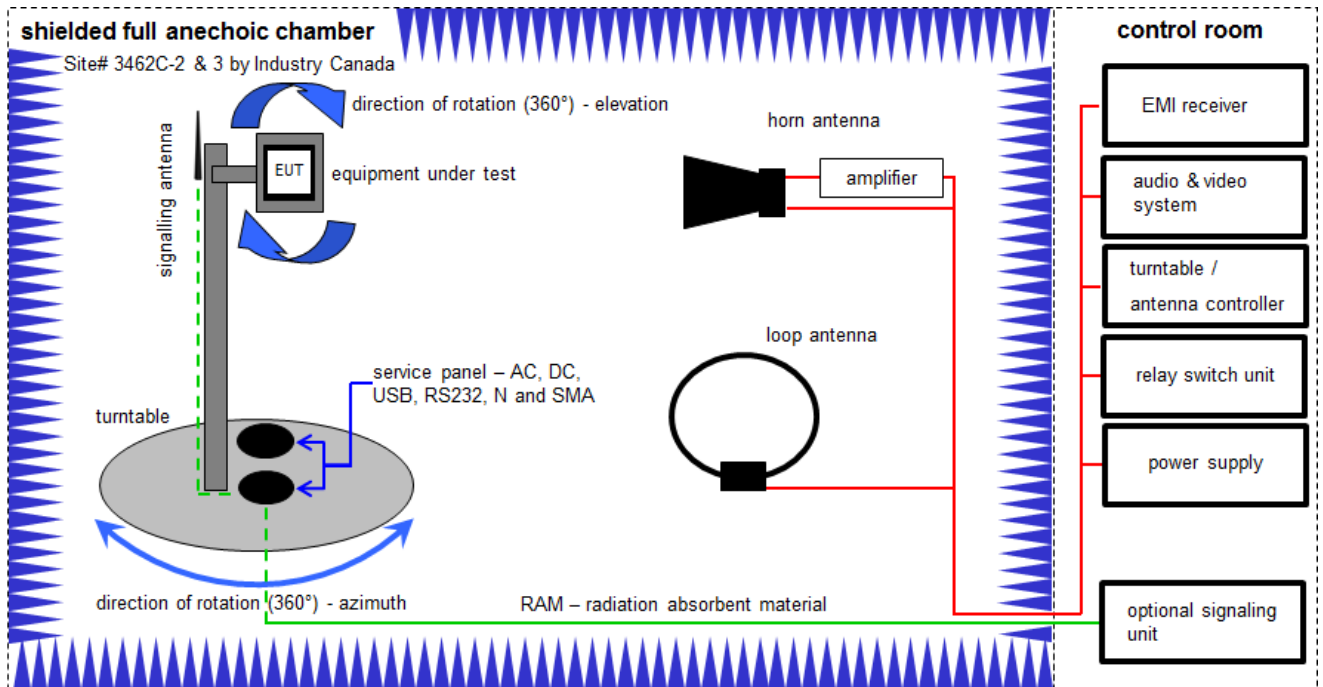 shielded full anechoic chamber
Site# 3462C-2 & 3 by Industry Canada
direction of rotation (360°) - elevation
signalling antenna
EUT
equipment under test
horn antenna
amplifier
loop antenna
service panel – AC, DC,
USB, RS232, N and SMA
turntable
direction of rotation (360°) - azimuth
RAM – radiation absorbent material
control room
EMI receiver
audio & video
system
turntable /
antenna controller
relay switch unit
power supply
optional signaling
unit